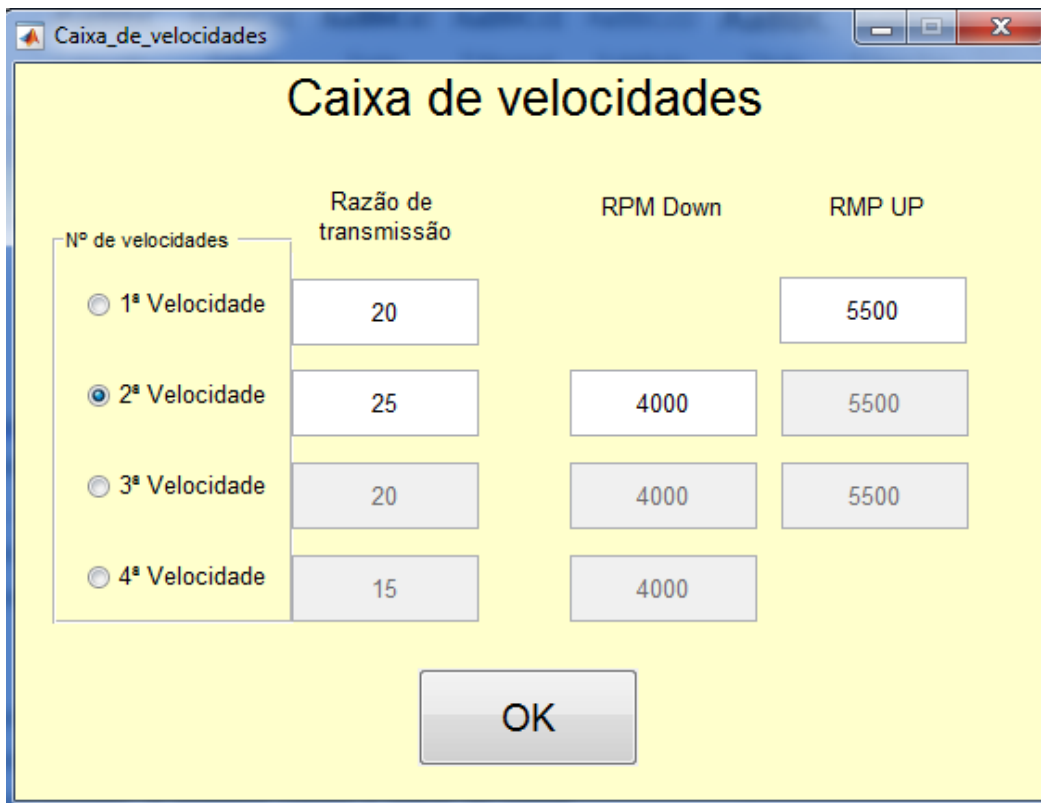 Caixa_de_velocidades
Caixa de velocidades
Razão de
transmissão
RPM Down
RMP UP
Nº de velocidades
1ª Velocidade
20
5500
2ª Velocidade
25
4000
5500
3ª Velocidade
20
4000
5500
4ª Velocidade
15
4000
OK